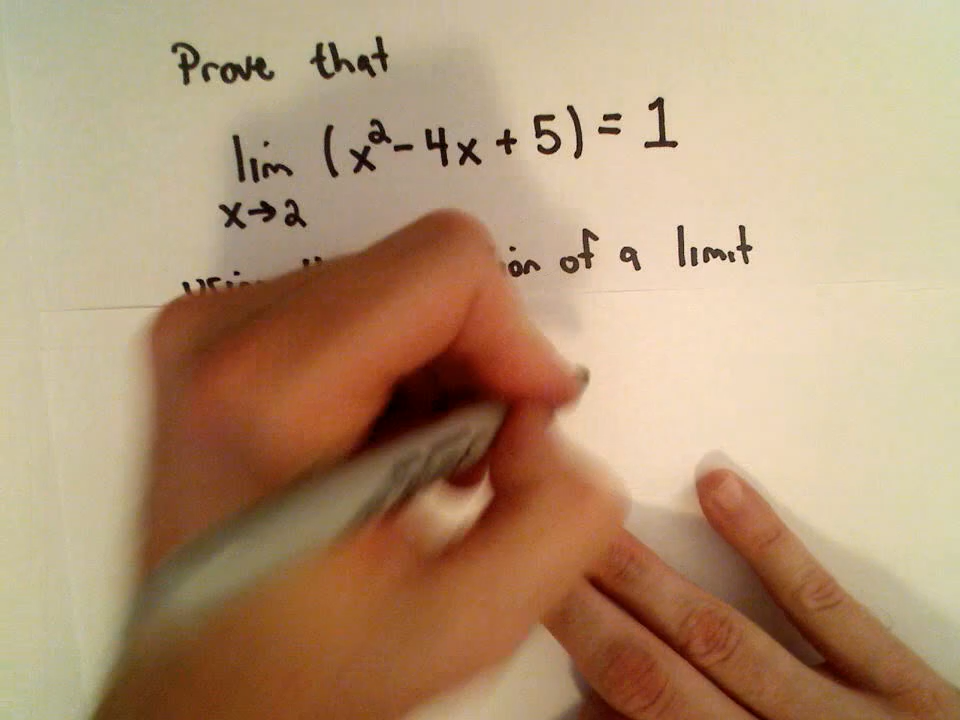 Prove that
lim (x²-4x+5) = 1
x→2
of a limit